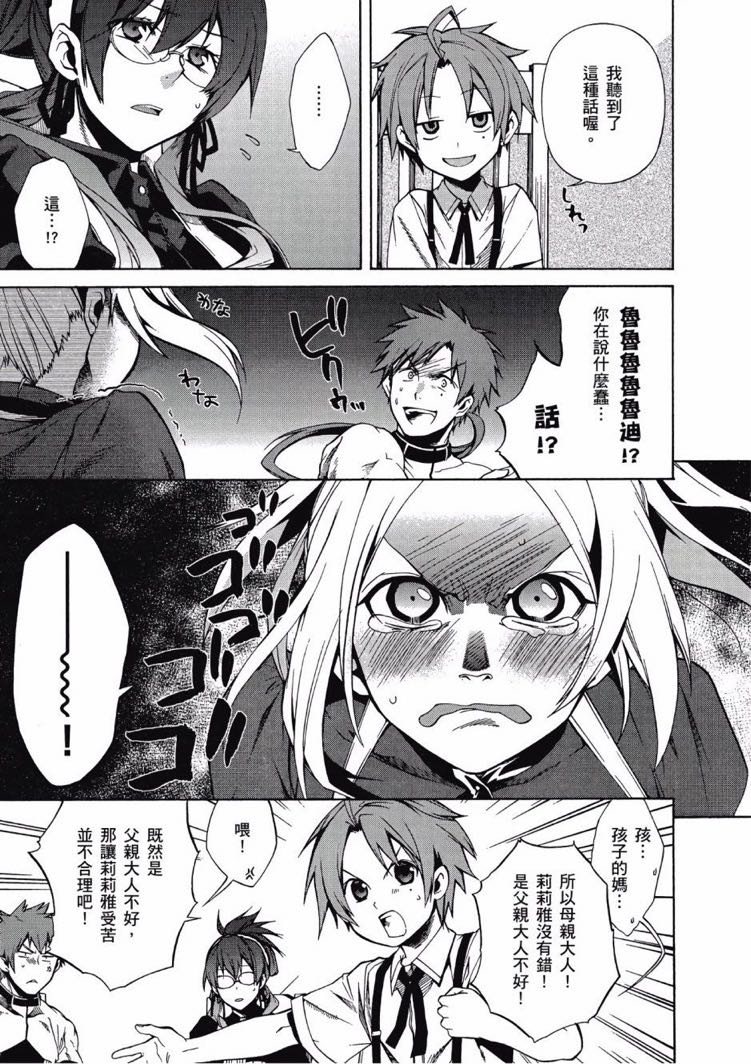 我聽到了
這種話喔。
しれっ
……
這…!?
魯魯魯魯魯迪!?
你在說什麼蠢…
話!?
ビクッ
わなわな
わなわな
ゴゴゴゴゴゴ
！
孩…
孩子的媽…
所以母親大人！
莉莉雅沒有錯！
是父親大人不好！
喂！
既然是
父親大人不好，
那讓莉莉雅受苦
並不合理吧！